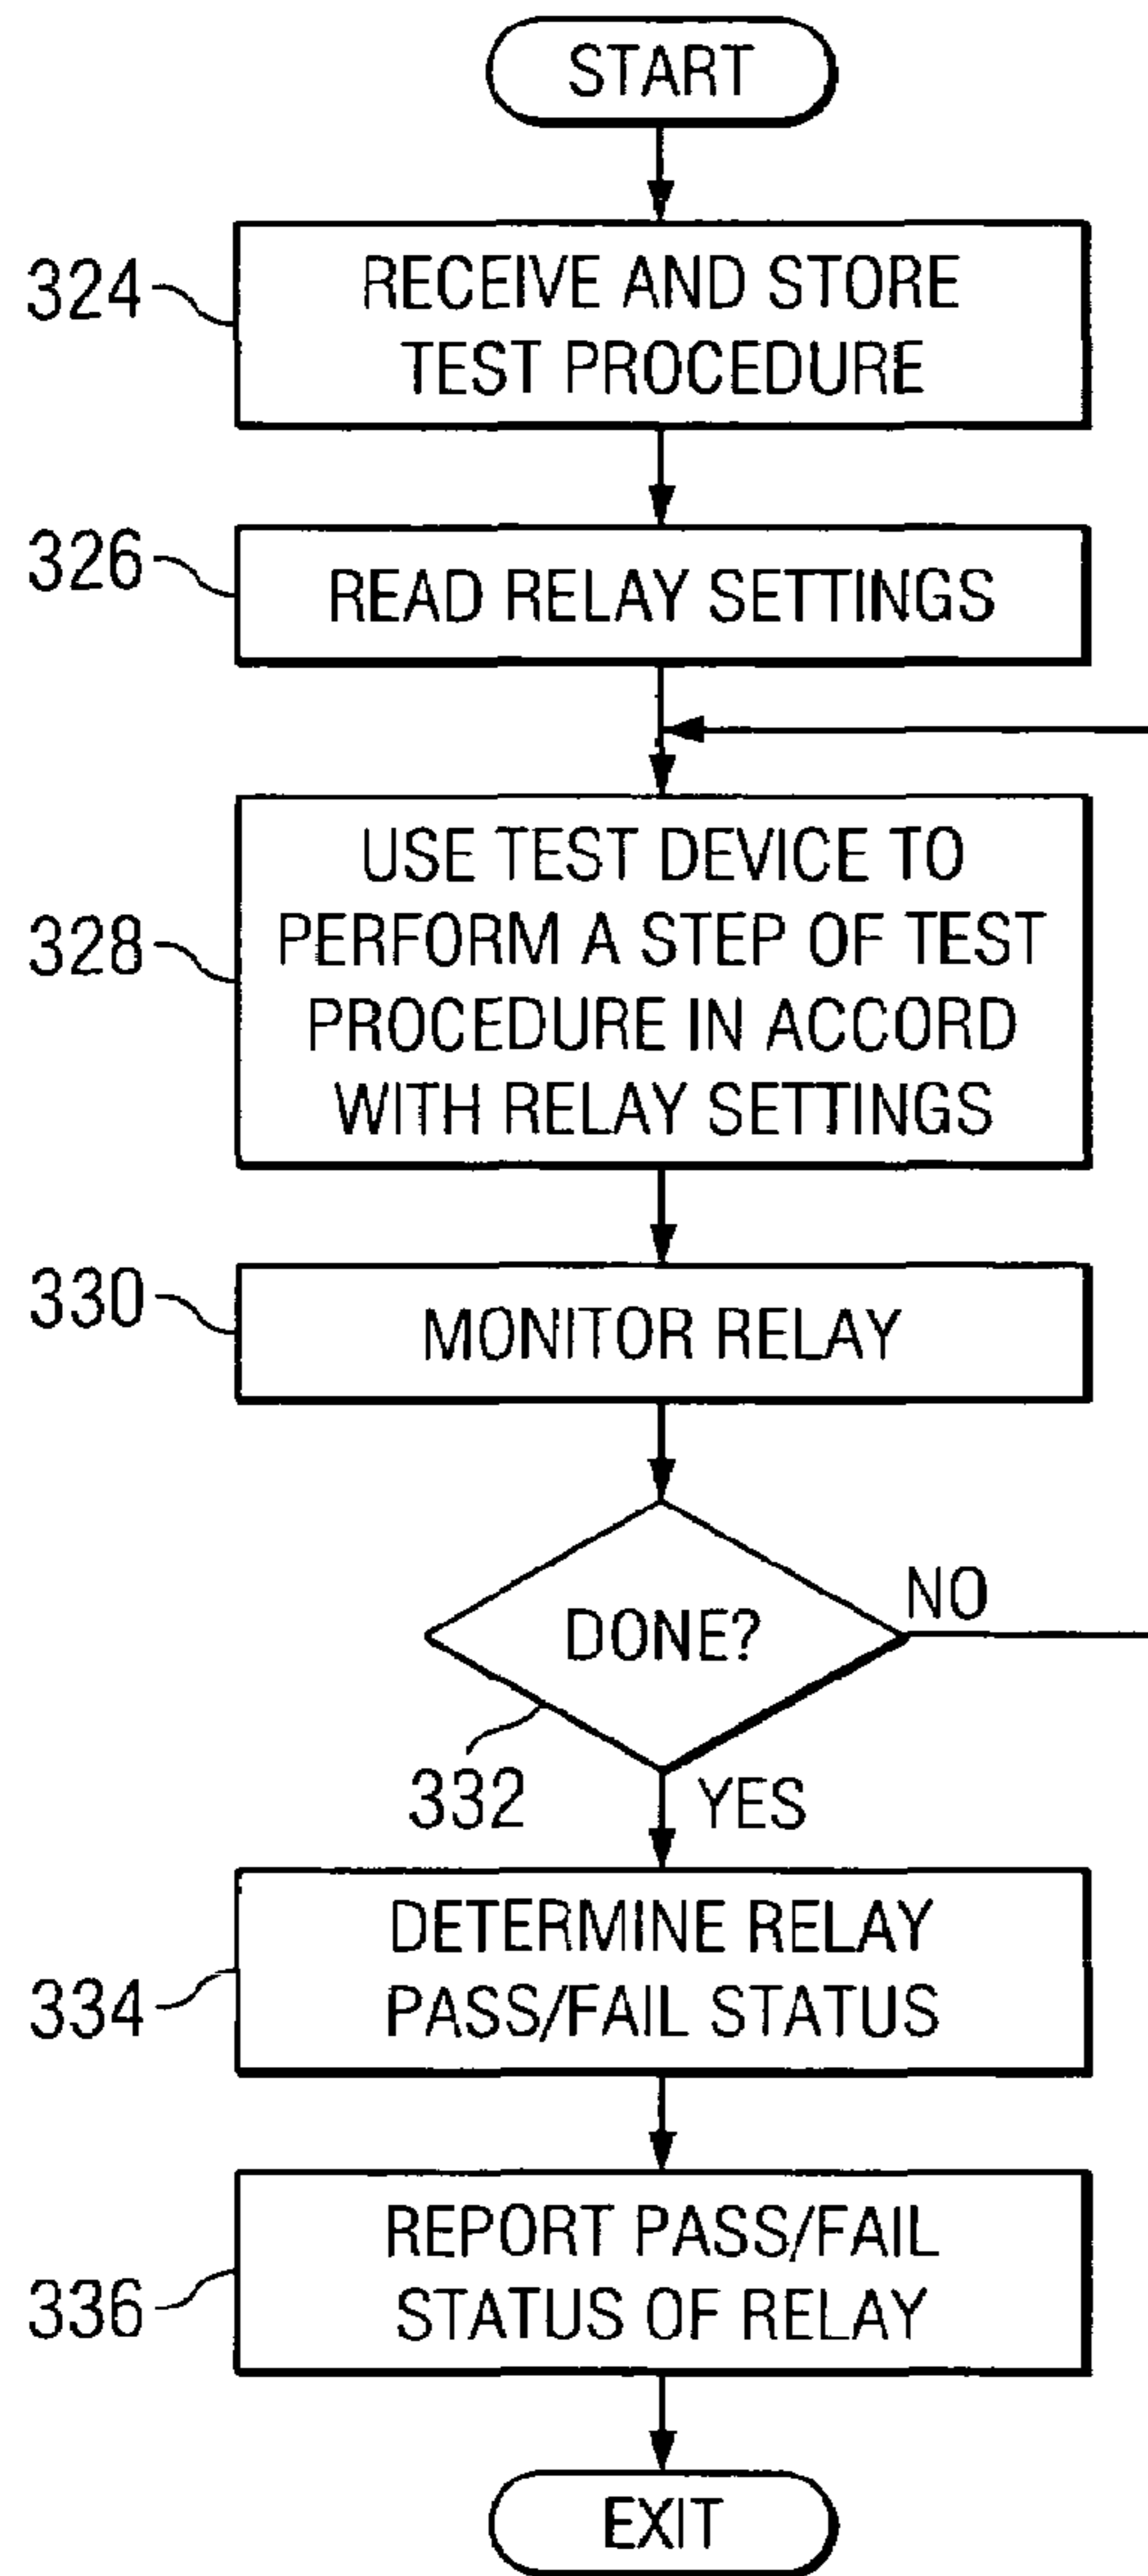 START
324
RECEIVE AND STORE
TEST PROCEDURE
326
READ RELAY SETTINGS
328
USE TEST DEVICE TO
PERFORM A STEP OF TEST
PROCEDURE IN ACCORD
WITH RELAY SETTINGS
330
MONITOR RELAY
DONE?
NO
332
YES
334
DETERMINE RELAY
PASS/FAIL STATUS
336
REPORT PASS/FAIL
STATUS OF RELAY
EXIT